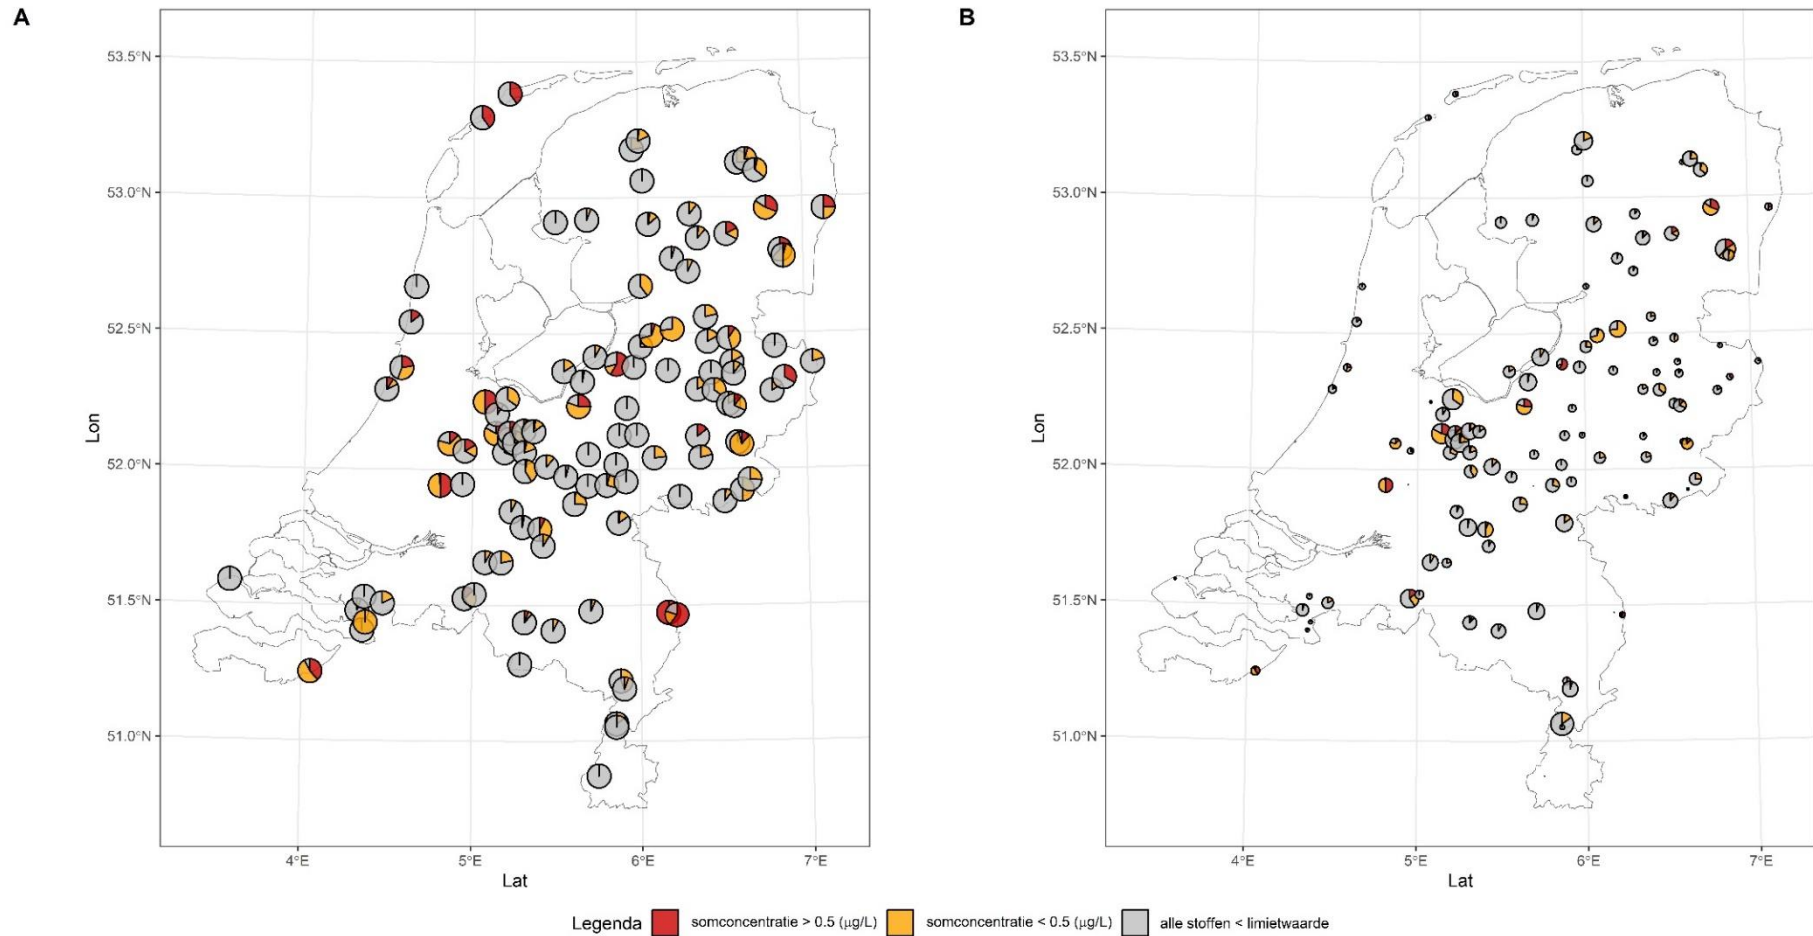 A
B
53.5°N
53.0°N
52.5°N
52.0°N
51.5°N
51.0°N
Lon
4°E
5°E
6°E
7°E
Lat
53.5°N
53.0°N
52.5°N
52.0°N
51.5°N
51.0°N
Lon
4°E
5°E
6°E
7°E
Lat
Legenda somconcentratie > 0.5 (µg/L) somconcentratie < 0.5 (µg/L) alle stoffen < limietwaarde